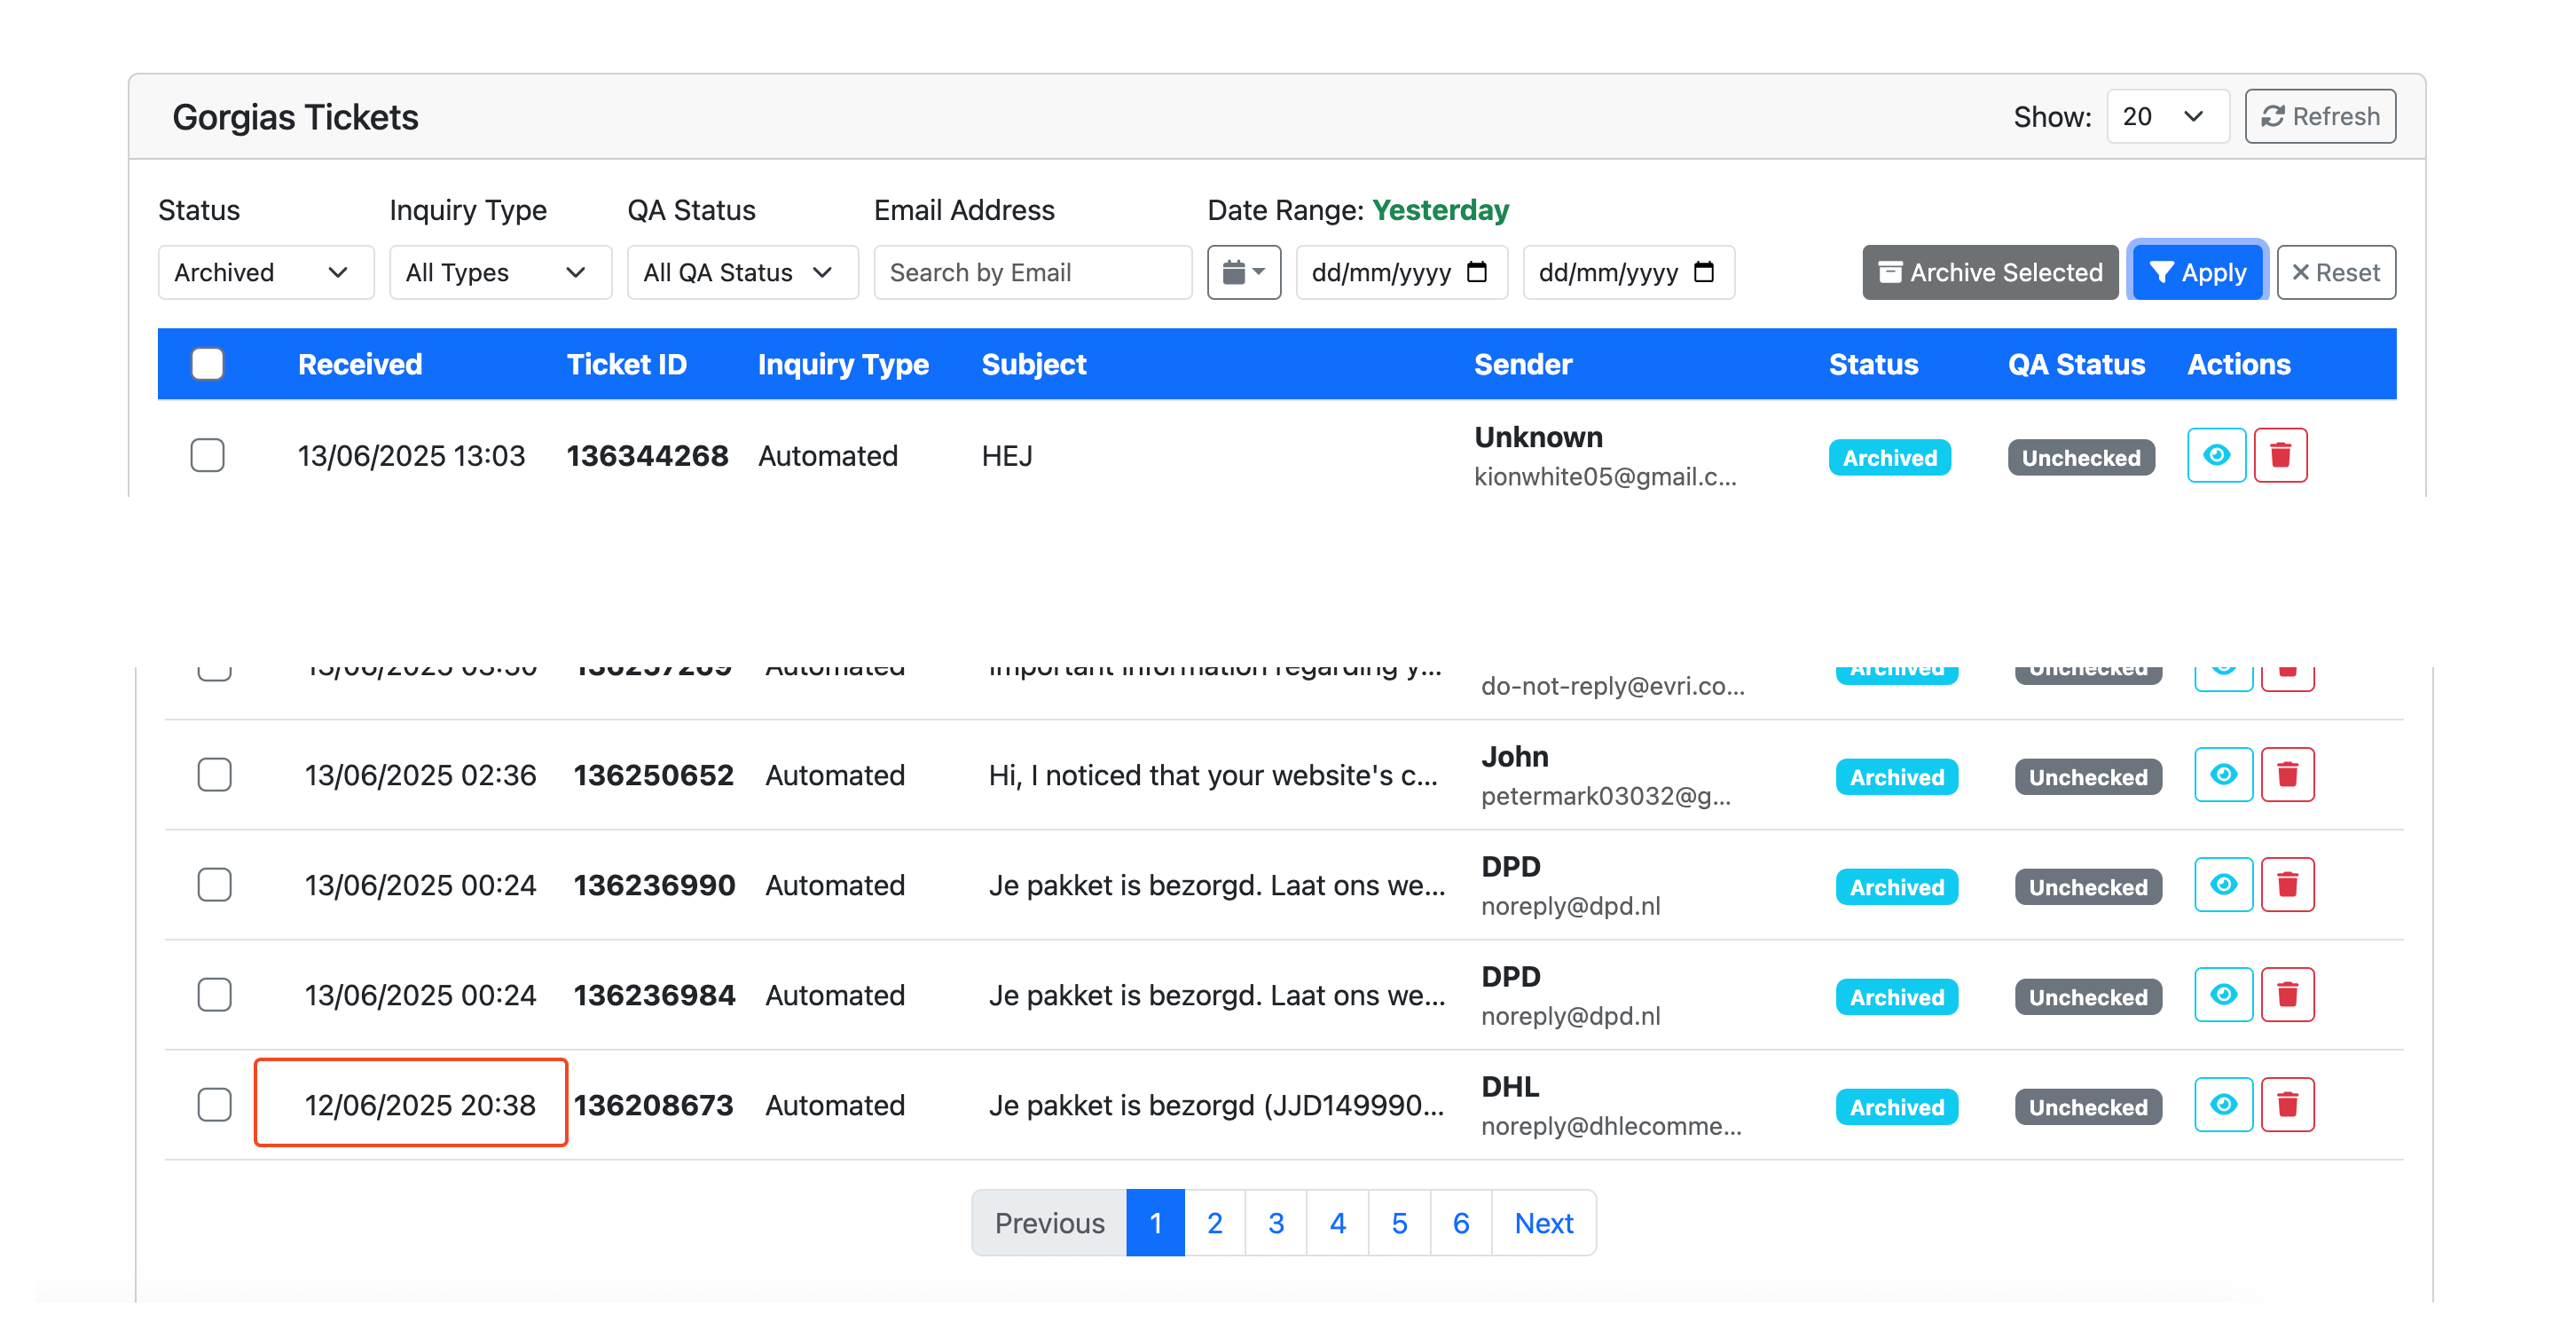 Gorgias Tickets
Show: 20 Refresh
Status Inquiry Type QA Status Email Address Date Range: Yesterday
Archived All Types All QA Status Search by Email dd/mm/yyyy dd/mm/yyyy Archive Selected Apply Reset
Received Ticket ID Inquiry Type Subject Sender Status QA Status Actions
13/06/2025 13:03 136344268 Automated HEJ Unknown Archived Unchecked
kionwhite05@gmail.c...
Automated Important information regarding y... Archived Unchecked
do-not-reply@evri.co...
13/06/2025 02:36 136250652 Automated Hi, I noticed that your website's c... John Archived Unchecked
petermark03032@g...
13/06/2025 00:24 136236990 Automated Je pakket is bezorgd. Laat ons we... DPD Archived Unchecked
noreply@dpd.nl
13/06/2025 00:24 136236984 Automated Je pakket is bezorgd. Laat ons we... DPD Archived Unchecked
noreply@dpd.nl
12/06/2025 20:38 136208673 Automated Je pakket is bezorgd (JJD149990... DHL Archived Unchecked
noreply@dhlecomme...
Previous 1 2 3 4 5 6 Next